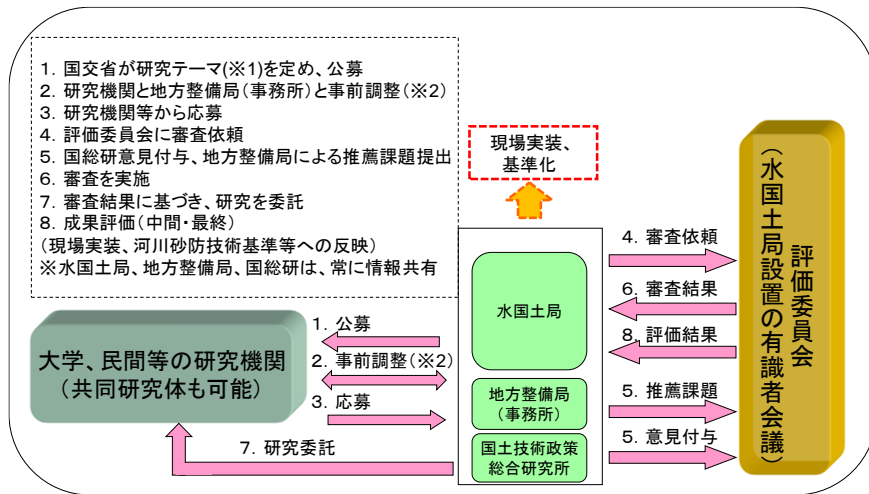 1. 国交省が研究テーマ(※1)を定め、公募
2. 研究機関と地方整備局(事務所)と事前調整(※2)
3. 研究機関等から応募
4. 評価委員会に審査依頼
5. 国総研意見付与、地方整備局による推薦課題提出
6. 審査を実施
7. 審査結果に基づき、研究を委託
8. 成果評価(中間・最終)
(現場実装、河川砂防技術基準等への反映)
※水国土局、地方整備局、国総研は、常に情報共有
現場実装、
基準化
大学、民間等の研究機関
(共同研究体も可能)
1. 公募
2. 事前調整(※2)
3. 応募
7. 研究委託
水国土局
地方整備局
(事務所)
国土技術政策
総合研究所
4. 審査依頼
6. 審査結果
8. 評価結果
5. 推薦課題
5. 意見付与
評価委員会
(水国土局設置の有識者会議)